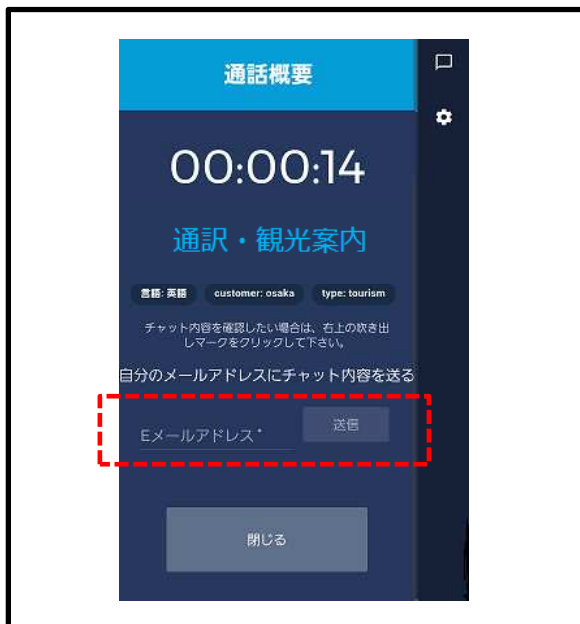 通話概要
00:00:14
通訳・観光案内
言語: 英語 customer: osaka type: tourism
チャット内容を確認したい場合は、右上の吹き出
しマークをクリックして下さい。
自分のメールアドレスにチャット内容を送る
Eメールアドレス * 送信
閉じる